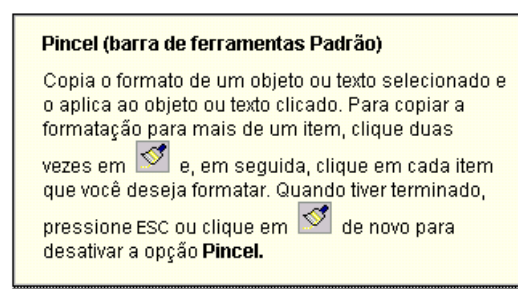 Pincel (barra de ferramentas Padrão)
Copia o formato de um objeto ou texto selecionado e
o aplica ao objeto ou texto clicado. Para copiar a
formatação para mais de um item, clique duas
vezes em e, em seguida, clique em cada item
que você deseja formatar. Quando tiver terminado,
pressione ESC ou clique em de novo para
desativar a opção Pincel.